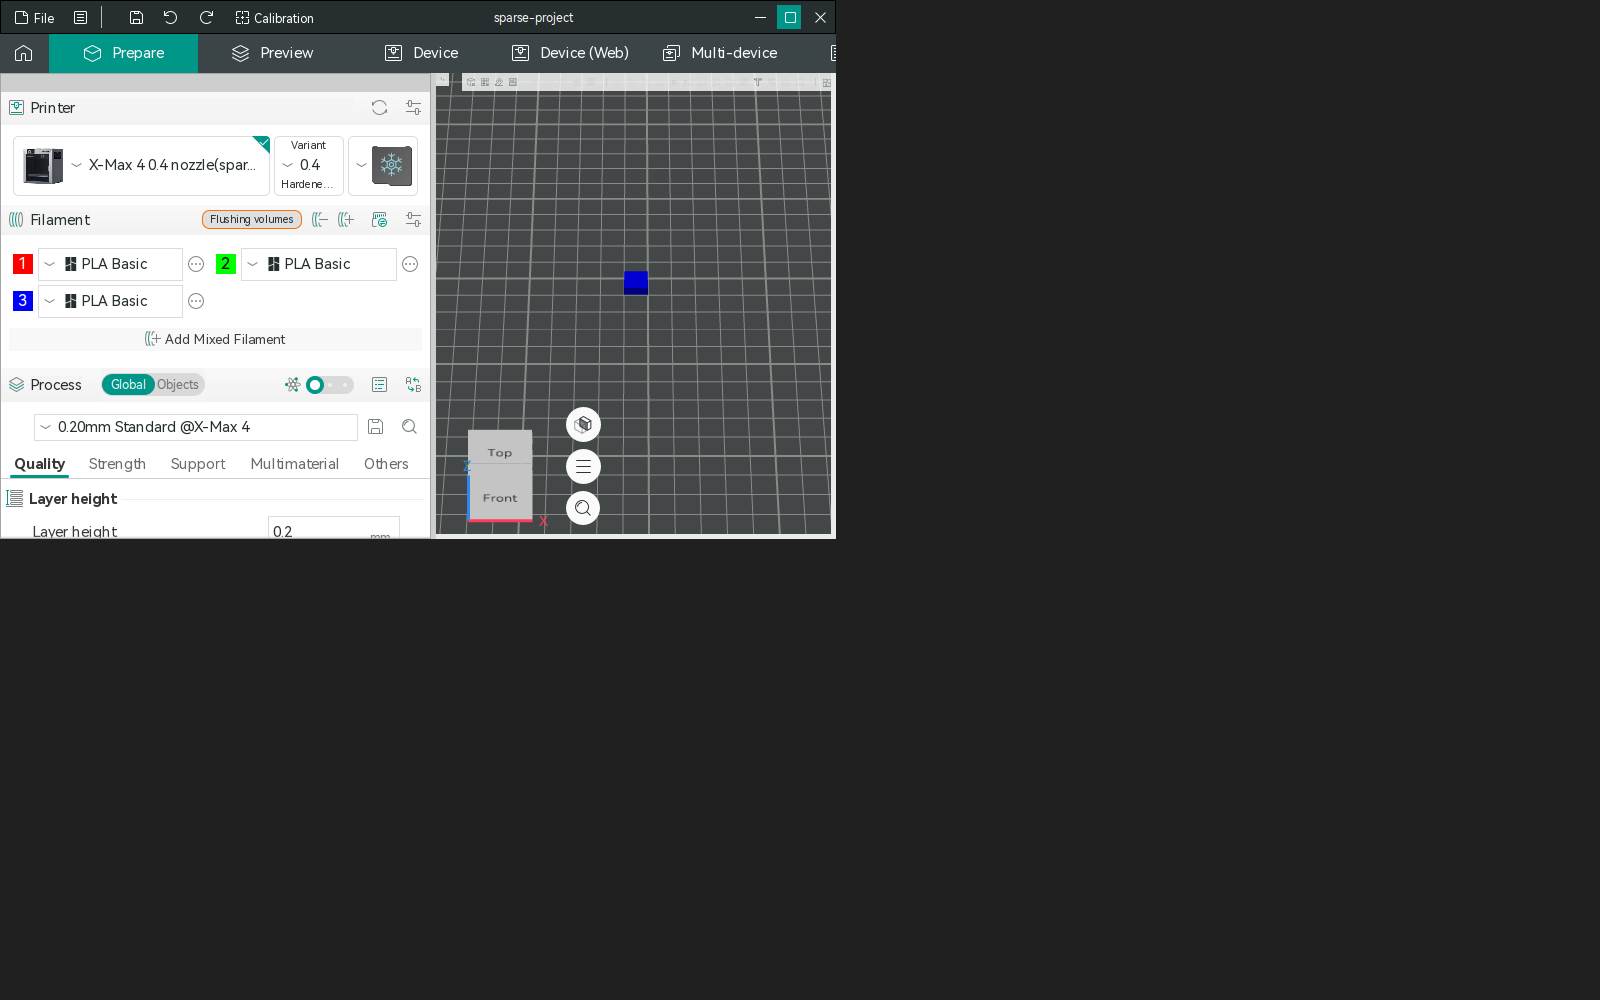 File
Calibration
sparse-project
Prepare
Preview
Device
Device (Web)
Multi-device
Printer
X-Max 4 0.4 nozzle(spar...
Variant
0.4
Hardene...
Filament
Flushing volumes
1
PLA Basic
2
PLA Basic
3
PLA Basic
Add Mixed Filament
Process
Global
Objects
A
B
0.20mm Standard @X-Max 4
Quality
Strength
Support
Multimaterial
Others
Layer height
Layer height
0.2
mm
Top
Z
Front
X